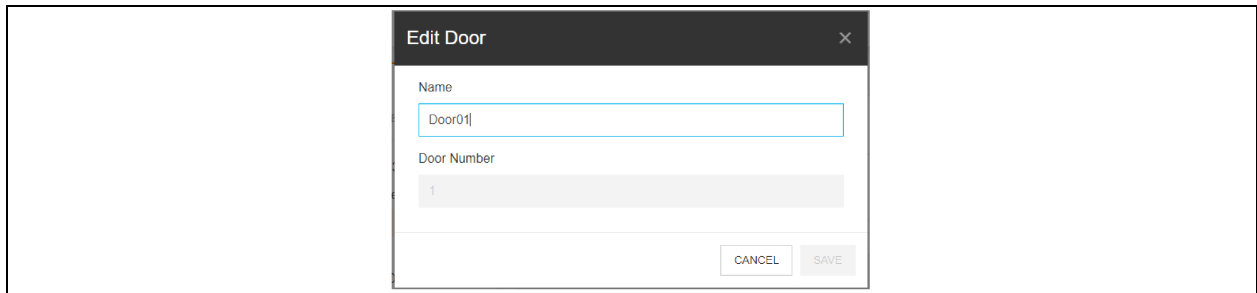 Edit Door
×
Name
Door01
Door Number
1
CANCEL SAVE